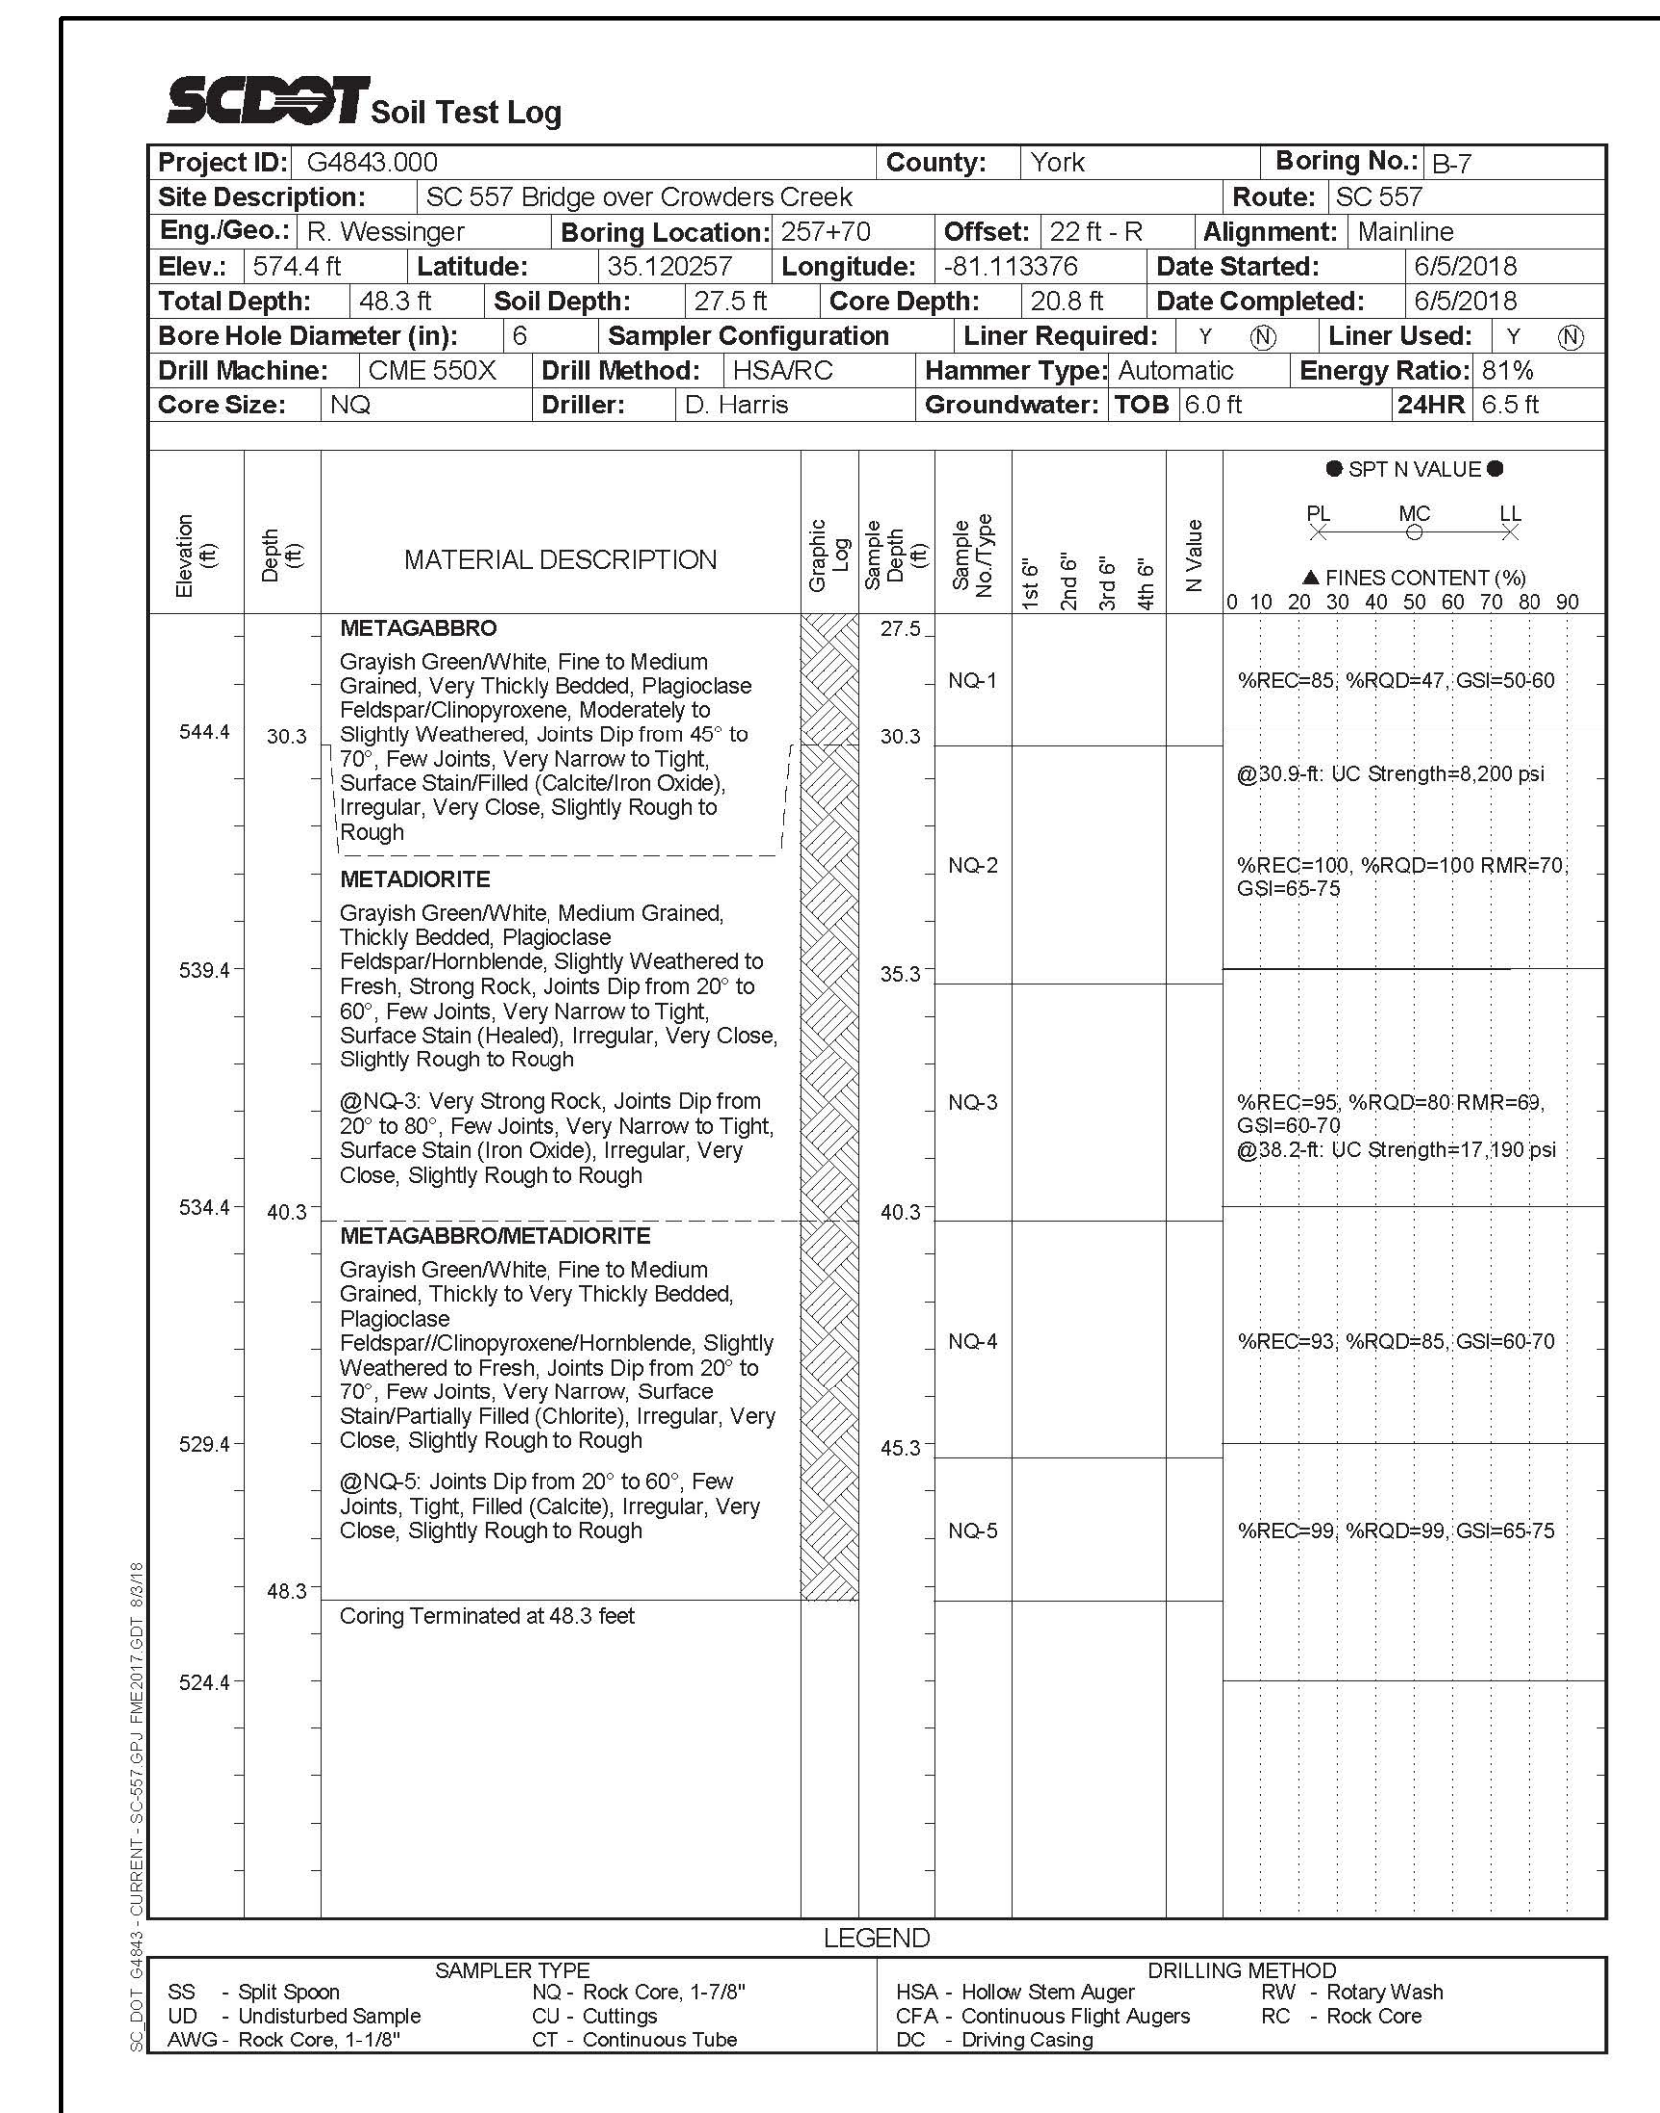 SCDOT Soil Test Log
Project ID: G4843.000 County: York Boring No.: B-7
Site Description: SC 557 Bridge over Crowders Creek Route: SC 557
Eng./Geo.: R. Wessinger Boring Location: 257+70 Offset: 22 ft - R Alignment: Mainline
Elev.: 574.4 ft Latitude: 35.120257 Longitude: -81.113376 Date Started: 6/5/2018
Total Depth: 48.3 ft Soil Depth: 27.5 ft Core Depth: 20.8 ft Date Completed: 6/5/2018
Bore Hole Diameter (in): 6 Sampler Configuration Liner Required: Y N Liner Used: Y N
Drill Machine: CME 550X Drill Method: HSA/RC Hammer Type: Automatic Energy Ratio: 81%
Core Size: NQ Driller: D. Harris Groundwater: TOB 6.0 ft 24HR 6.5 ft
Elevation (ft)
Depth (ft)
MATERIAL DESCRIPTION
Graphic Log
Sample Depth (ft)
Sample No./Type
1st 6"
2nd 6"
3rd 6"
4th 6"
N Value
● SPT N VALUE ●
PL MC LL
▲ FINES CONTENT (%)
0 10 20 30 40 50 60 70 80 90
METAGABBRO
Grayish Green/White, Fine to Medium
Grained, Very Thickly Bedded, Plagioclase
Feldspar/Clinopyroxene, Moderately to
Slightly Weathered, Joints Dip from 45° to
70°, Few Joints, Very Narrow to Tight,
Surface Stain/Filled (Calcite/Iron Oxide),
Irregular, Very Close, Slightly Rough to
Rough
27.5
NQ-1
%REC=85, %RQD=47, GSI=50-60
544.4
30.3
30.3
@30.9-ft: UC Strength=8,200 psi
METADIORITE
Grayish Green/White, Medium Grained,
Thickly Bedded, Plagioclase
Feldspar/Hornblende, Slightly Weathered to
Fresh, Strong Rock, Joints Dip from 20° to
60°, Few Joints, Very Narrow to Tight,
Surface Stain (Healed), Irregular, Very Close,
Slightly Rough to Rough
NQ-2
%REC=100, %RQD=100 RMR=70,
GSI=65-75
539.4
35.3
@NQ-3: Very Strong Rock, Joints Dip from
20° to 80°, Few Joints, Very Narrow to Tight,
Surface Stain (Iron Oxide), Irregular, Very
Close, Slightly Rough to Rough
NQ-3
%REC=95, %RQD=80 RMR=69,
GSI=60-70
@38.2-ft: UC Strength=17,190 psi
534.4
40.3
40.3
METAGABBRO/METADIORITE
Grayish Green/White, Fine to Medium
Grained, Thickly to Very Thickly Bedded,
Plagioclase
Feldspar//Clinopyroxene/Hornblende, Slightly
Weathered to Fresh, Joints Dip from 20° to
70°, Few Joints, Very Narrow, Surface
Stain/Partially Filled (Chlorite), Irregular, Very
Close, Slightly Rough to Rough
NQ-4
%REC=93, %RQD=85, GSI=60-70
529.4
45.3
@NQ-5: Joints Dip from 20° to 60°, Few
Joints, Tight, Filled (Calcite), Irregular, Very
Close, Slightly Rough to Rough
NQ-5
%REC=99, %RQD=99, GSI=65-75
48.3
Coring Terminated at 48.3 feet
524.4
SC_DOT G4843 - CURRENT - SC-557.GPJ FME2017.GDT 8/3/18
LEGEND
SAMPLER TYPE
SS - Split Spoon NQ - Rock Core, 1-7/8"
UD - Undisturbed Sample CU - Cuttings
AWG - Rock Core, 1-1/8" CT - Continuous Tube
DRILLING METHOD
HSA - Hollow Stem Auger RW - Rotary Wash
CFA - Continuous Flight Augers RC - Rock Core
DC - Driving Casing